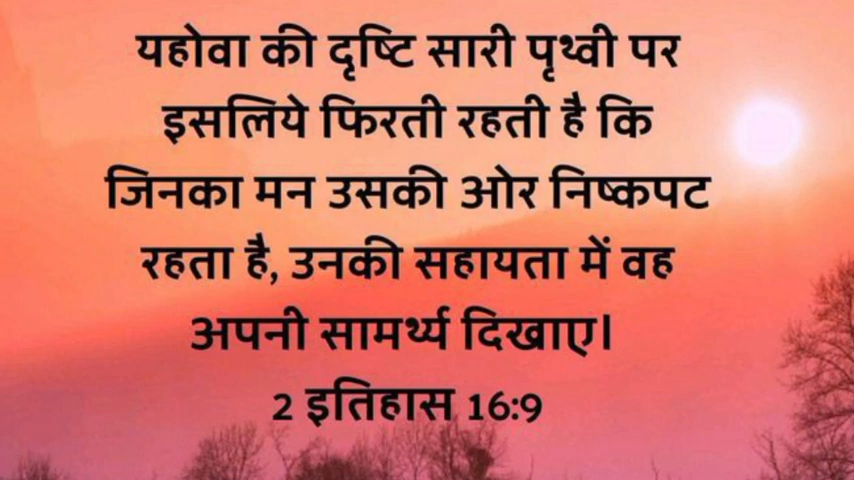 यहोवा की दृष्टि सारी पृथ्वी पर
इसलिये फिरती रहती है कि
जिनका मन उसकी ओर निष्कपट
रहता है, उनकी सहायता में वह
अपनी सामर्थ्य दिखाए।
2 इतिहास 16:9